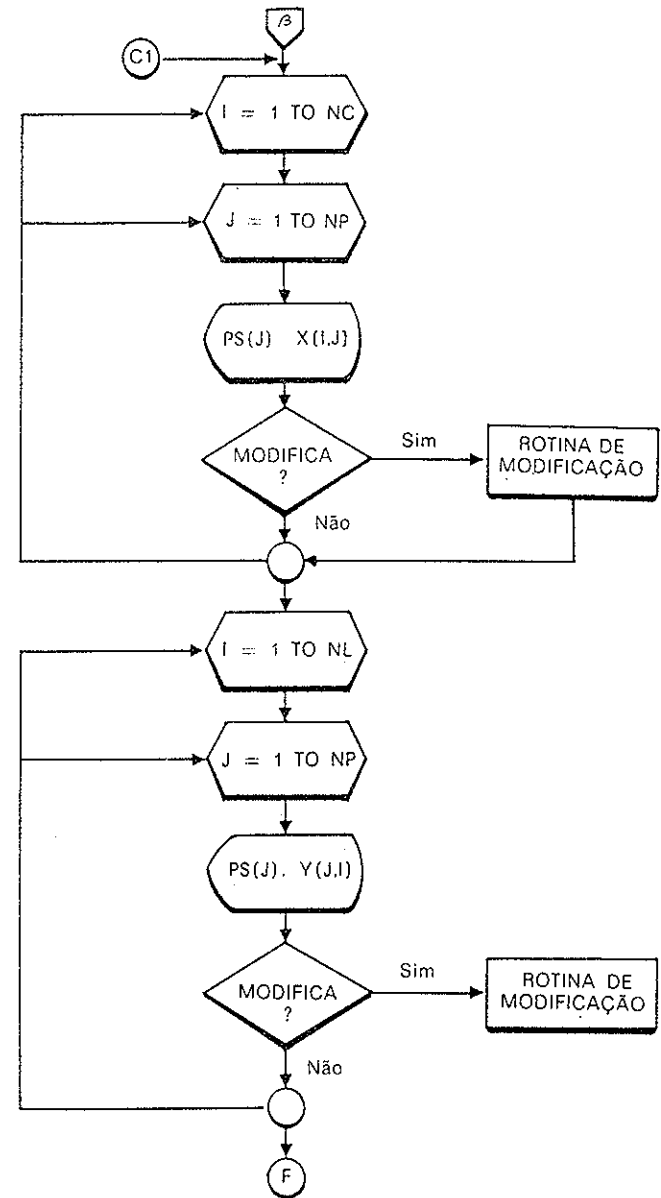 β
C1
I = 1 TO NC
J = 1 TO NP
PS(J) X(I,J)
MODIFICA
?
Sim
ROTINA DE
MODIFICAÇÃO
Não
I = 1 TO NL
J = 1 TO NP
PS(J). Y(J,I)
MODIFICA
?
Sim
ROTINA DE
MODIFICAÇÃO
Não
F